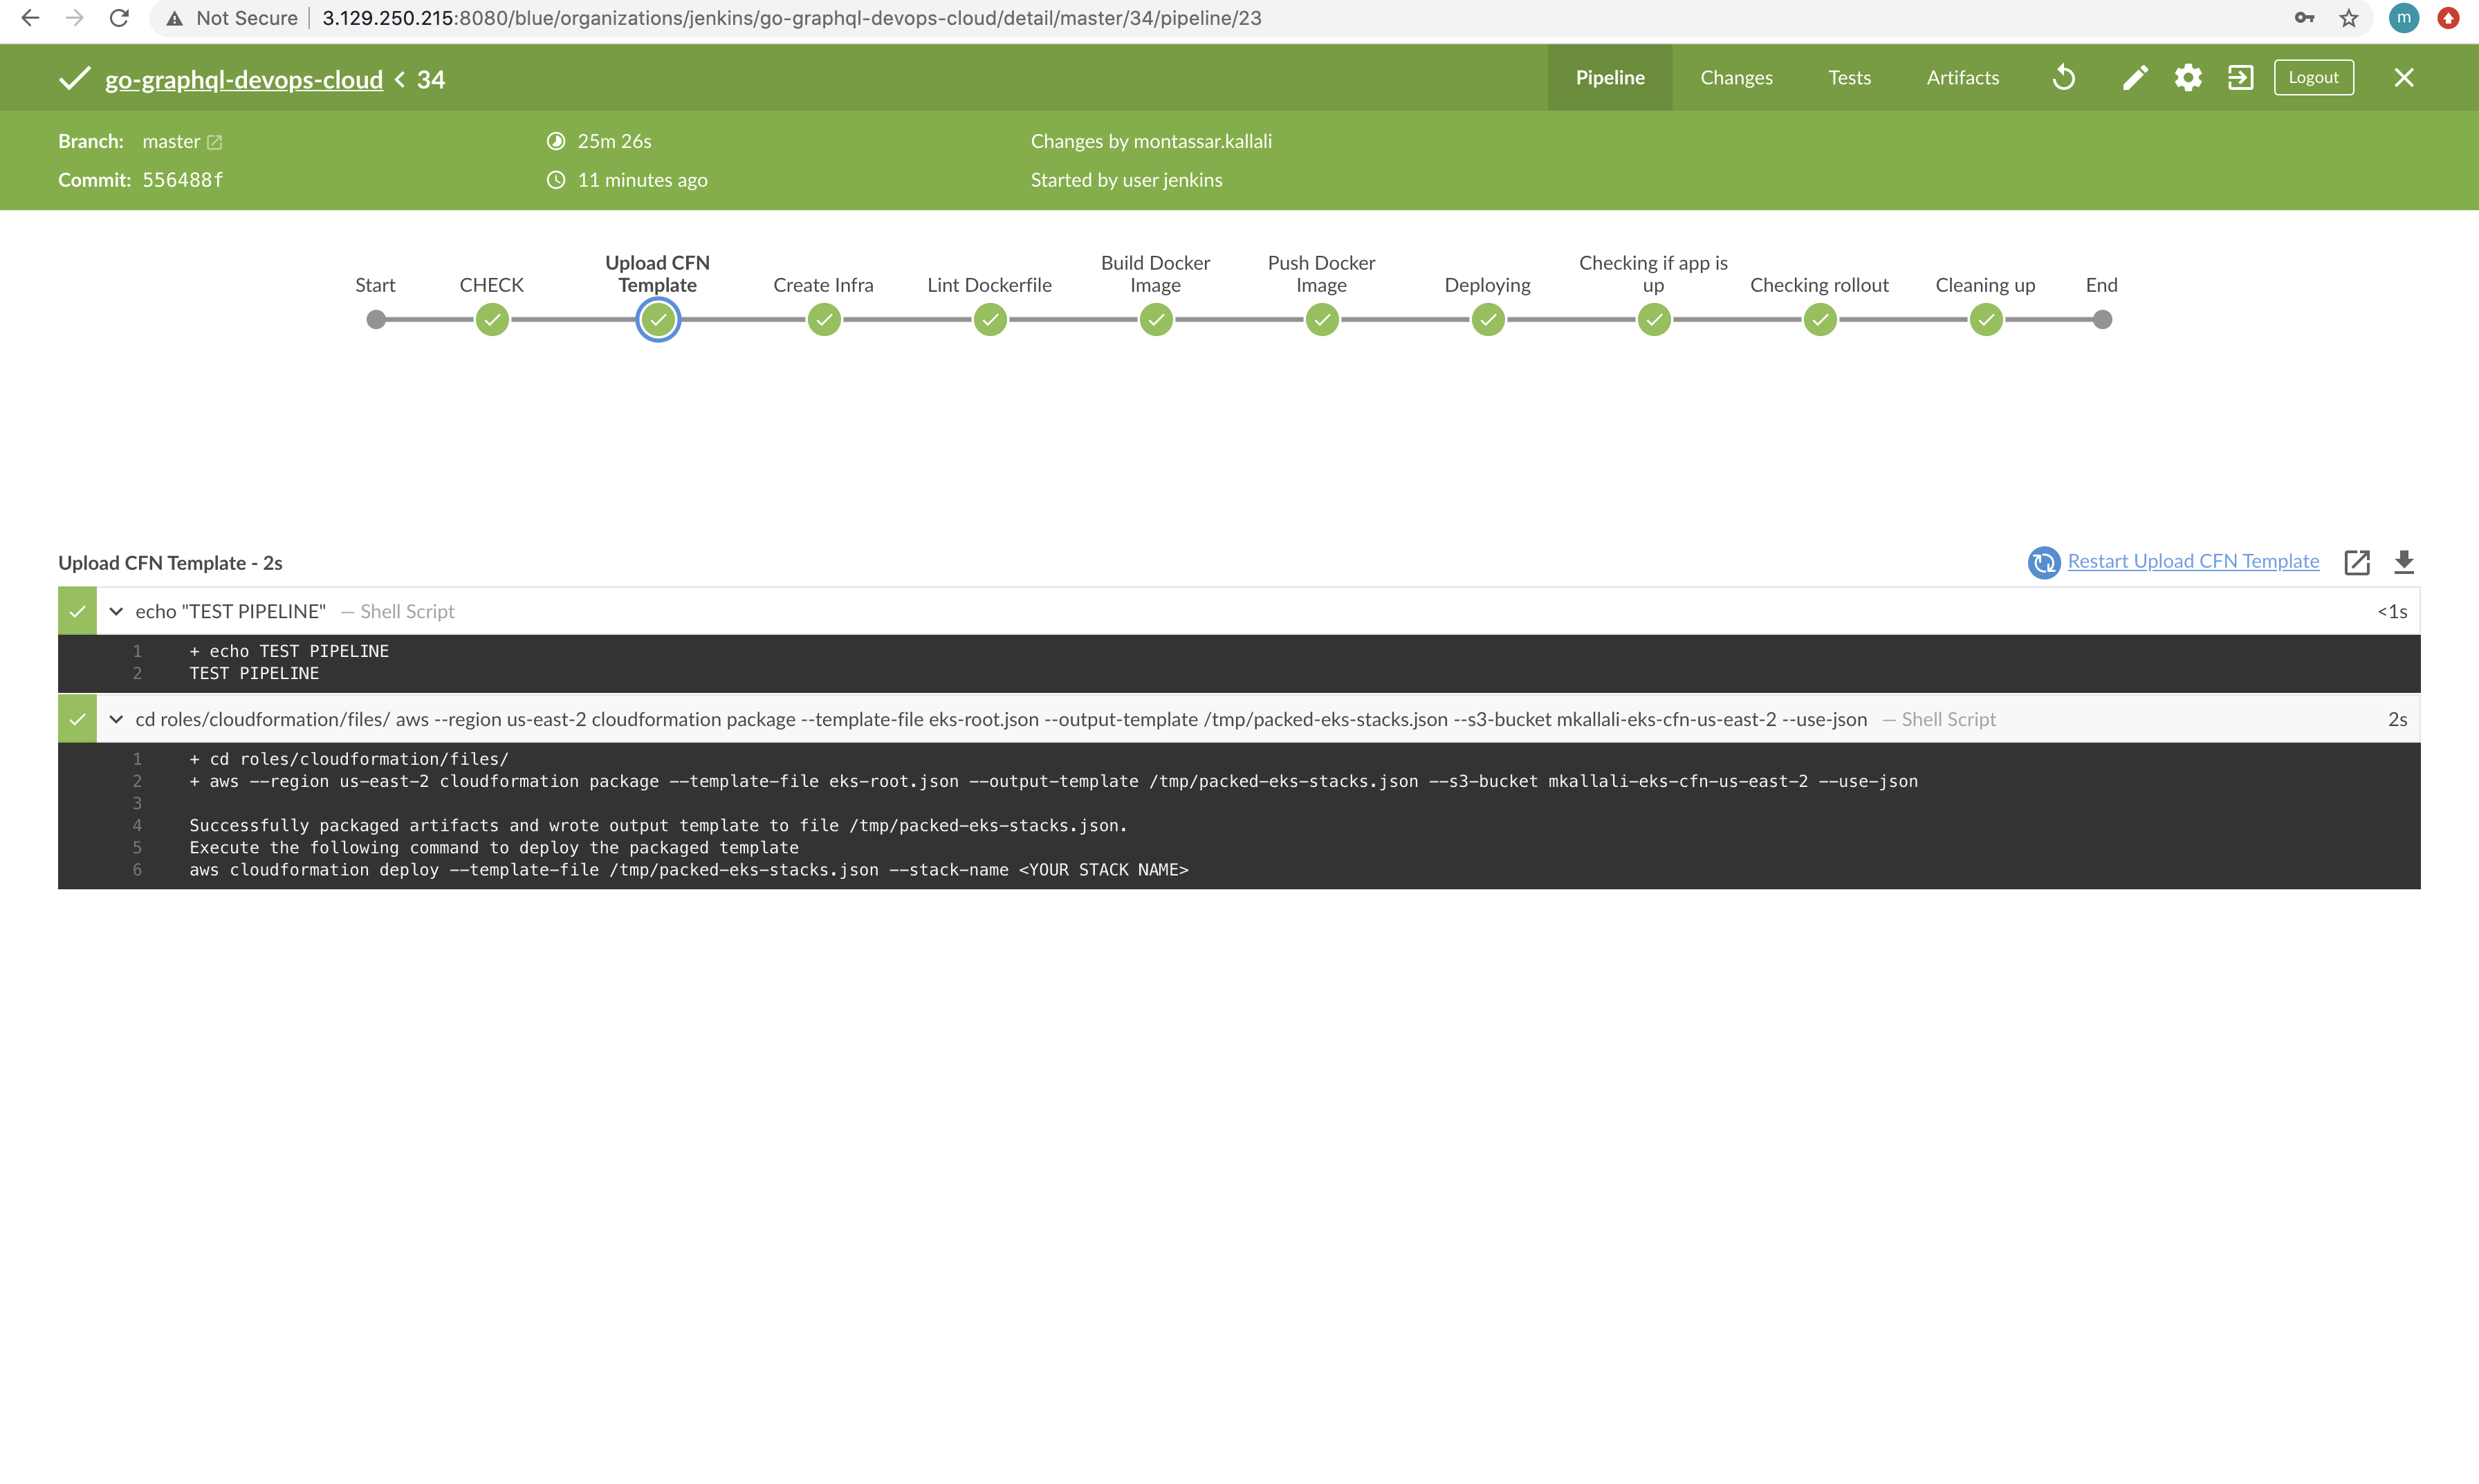 Not Secure 3.129.250.215:8080/blue/organizations/jenkins/go-graphql-devops-cloud/detail/master/34/pipeline/23
m
go-graphql-devops-cloud < 34
Pipeline Changes Tests Artifacts Logout
Branch: master 25m 26s Changes by montassar.kallali
Commit: 556488f 11 minutes ago Started by user jenkins
Start
CHECK
Upload CFN
Template
Create Infra
Lint Dockerfile
Build Docker
Image
Push Docker
Image
Deploying
Checking if app is
up
Checking rollout
Cleaning up
End
Upload CFN Template - 2s Restart Upload CFN Template
echo "TEST PIPELINE" — Shell Script <1s
1 + echo TEST PIPELINE
2 TEST PIPELINE
cd roles/cloudformation/files/ aws --region us-east-2 cloudformation package --template-file eks-root.json --output-template /tmp/packed-eks-stacks.json --s3-bucket mkallali-eks-cfn-us-east-2 --use-json — Shell Script 2s
1 + cd roles/cloudformation/files/
2 + aws --region us-east-2 cloudformation package --template-file eks-root.json --output-template /tmp/packed-eks-stacks.json --s3-bucket mkallali-eks-cfn-us-east-2 --use-json
3
4 Successfully packaged artifacts and wrote output template to file /tmp/packed-eks-stacks.json.
5 Execute the following command to deploy the packaged template
6 aws cloudformation deploy --template-file /tmp/packed-eks-stacks.json --stack-name <YOUR STACK NAME>